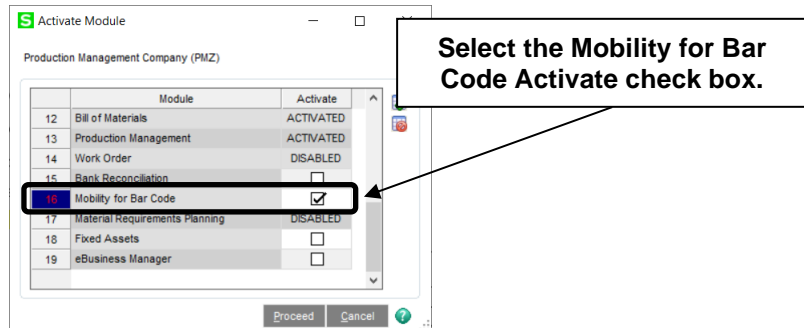 S Activate Module
Select the Mobility for Bar
Code Activate check box.
Production Management Company (PMZ)
Module Activate
12 Bill of Materials ACTIVATED
13 Production Management ACTIVATED
14 Work Order DISABLED
15 Bank Reconciliation
16 Mobility for Bar Code
17 Material Requirements Planning DISABLED
18 Fixed Assets
19 eBusiness Manager
Proceed Cancel ?